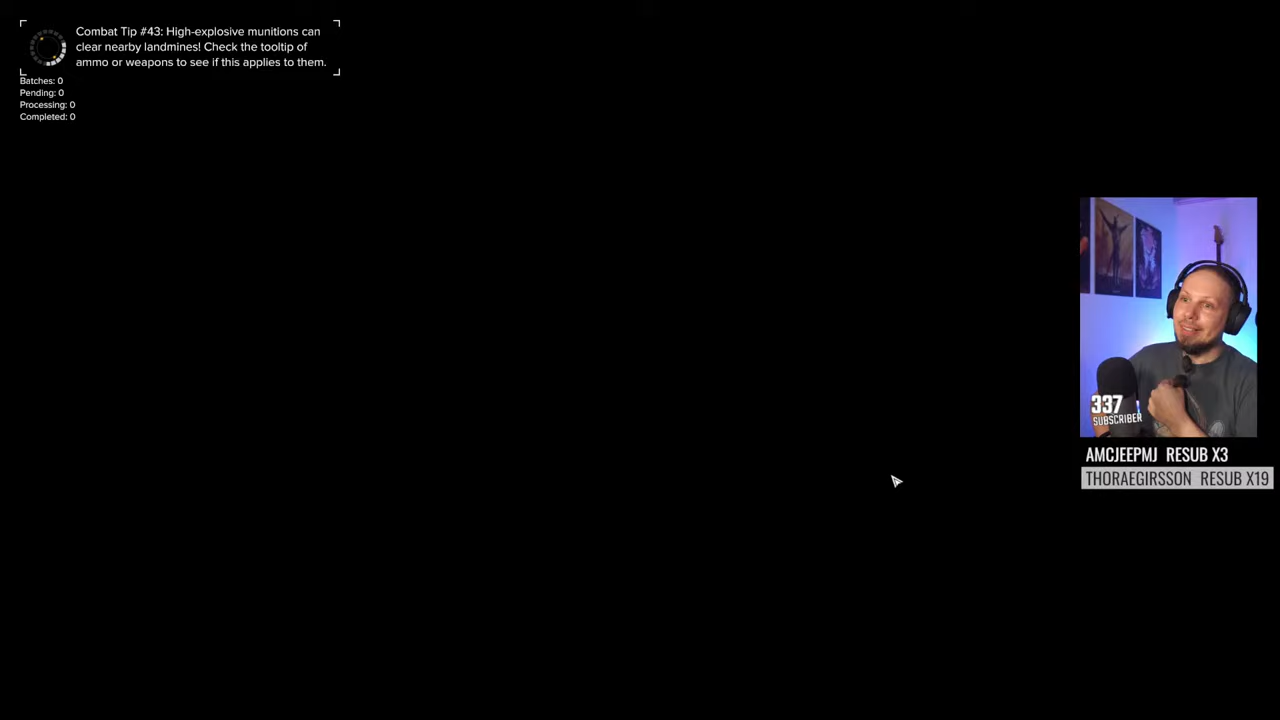 Combat Tip #43: High-explosive munitions can
clear nearby landmines! Check the tooltip of
ammo or weapons to see if this applies to them.
Batches: 0
Pending: 0
Processing: 0
Completed: 0
337
SUBSCRIBER
AMCJEEPMJ RESUB X3
THORAEGIRSSON RESUB X19